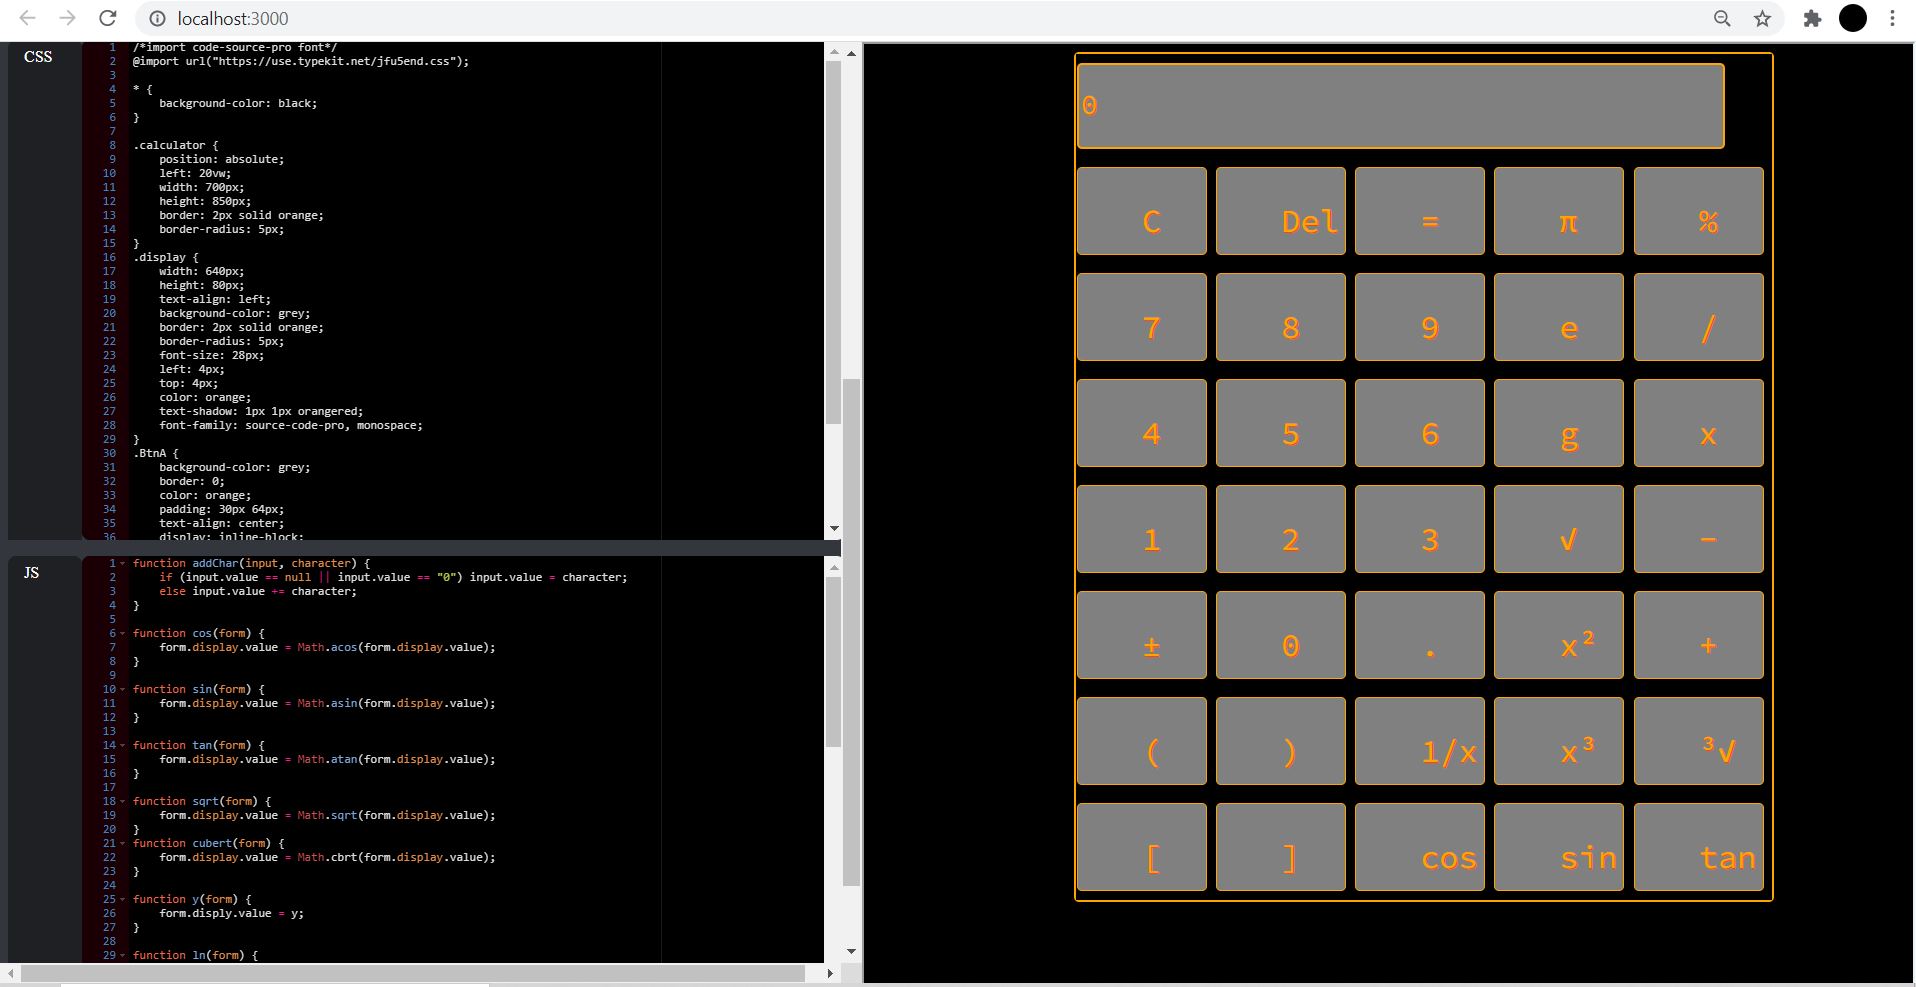 localhost:3000
CSS
1 /*import code-source-pro font*/
2 @import url("https://use.typekit.net/jfu5end.css");
3
4 * {
5 background-color: black;
6 }
7
8 .calculator {
9 position: absolute;
10 left: 20vw;
11 width: 700px;
12 height: 850px;
13 border: 2px solid orange;
14 border-radius: 5px;
15 }
16 .display {
17 width: 640px;
18 height: 80px;
19 text-align: left;
20 background-color: grey;
21 border: 2px solid orange;
22 border-radius: 5px;
23 font-size: 28px;
24 left: 4px;
25 top: 4px;
26 color: orange;
27 text-shadow: 1px 1px orangered;
28 font-family: source-code-pro, monospace;
29 }
30 .BtnA {
31 background-color: grey;
32 border: 0;
33 color: orange;
34 padding: 30px 64px;
35 text-align: center;
36 display: inline-block;
JS
1 function addChar(input, character) {
2 if (input.value == null || input.value == "0") input.value = character;
3 else input.value += character;
4 }
5
6 function cos(form) {
7 form.display.value = Math.acos(form.display.value);
8 }
9
10 function sin(form) {
11 form.display.value = Math.asin(form.display.value);
12 }
13
14 function tan(form) {
15 form.display.value = Math.atan(form.display.value);
16 }
17
18 function sqrt(form) {
19 form.display.value = Math.sqrt(form.display.value);
20 }
21 function cubert(form) {
22 form.display.value = Math.cbrt(form.display.value);
23 }
24
25 function y(form) {
26 form.disply.value = y;
27 }
28
29 function ln(form) {
0
C Del = π %
7 8 9 e /
4 5 6 g x
1 2 3 √ −
± 0 . x² +
( ) 1/x x³ ³√
[ ] cos sin tan